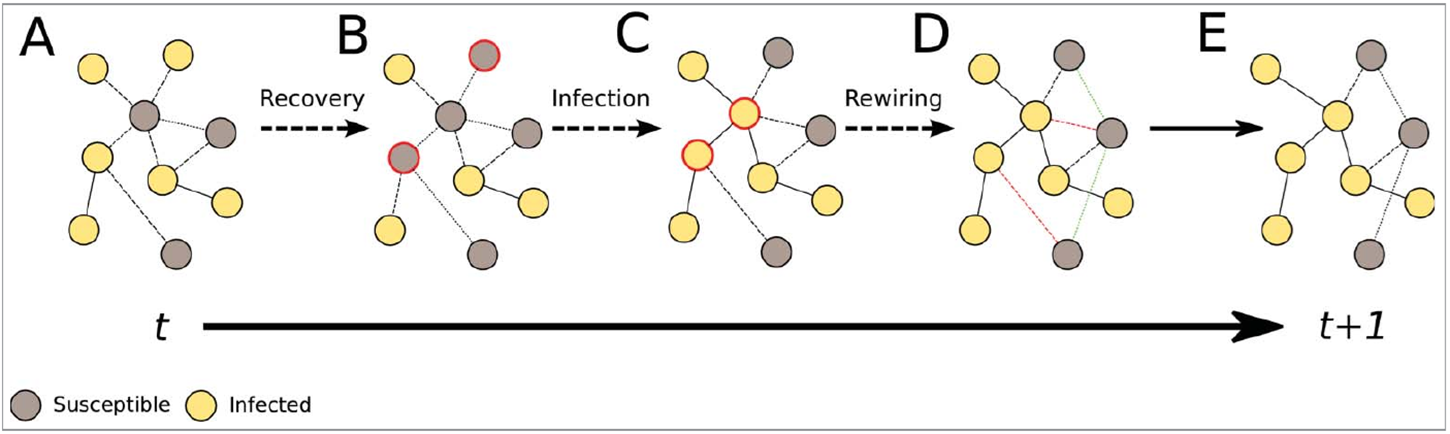 A B C D E
Recovery Infection Rewiring
t t+1
Susceptible Infected